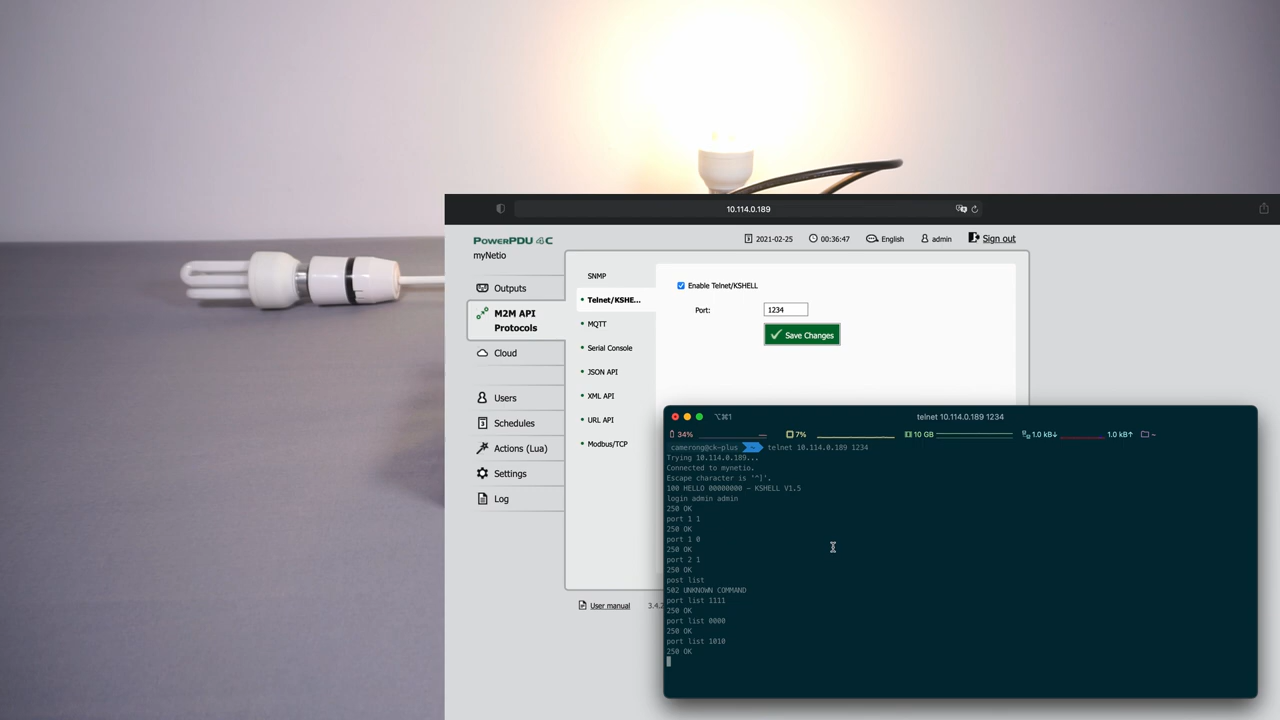 10.114.0.189
PowerPDU 4C
myNetio
2021-02-25
00:36:47
English
admin
Sign out
Outputs
M2M API
Protocols
Cloud
Users
Schedules
Actions (Lua)
Settings
Log
SNMP
Telnet/KSHE...
MQTT
Serial Console
JSON API
XML API
URL API
Modbus/TCP
Enable Telnet/KSHELL
Port:
1234
Save Changes
User manual
3.4.2
⌥⌘1
telnet 10.114.0.189 1234
34%
7%
10 GB
1.0 kB↓
1.0 kB↑
~
camerong@ck-plus ~ telnet 10.114.0.189 1234
Trying 10.114.0.189...
Connected to mynetio.
Escape character is '^]'.
100 HELLO 00000000 - KSHELL V1.5
login admin admin
250 OK
port 1 1
250 OK
port 1 0
250 OK
port 2 1
250 OK
post list
502 UNKNOWN COMMAND
port list 1111
250 OK
port list 0000
250 OK
port list 1010
250 OK